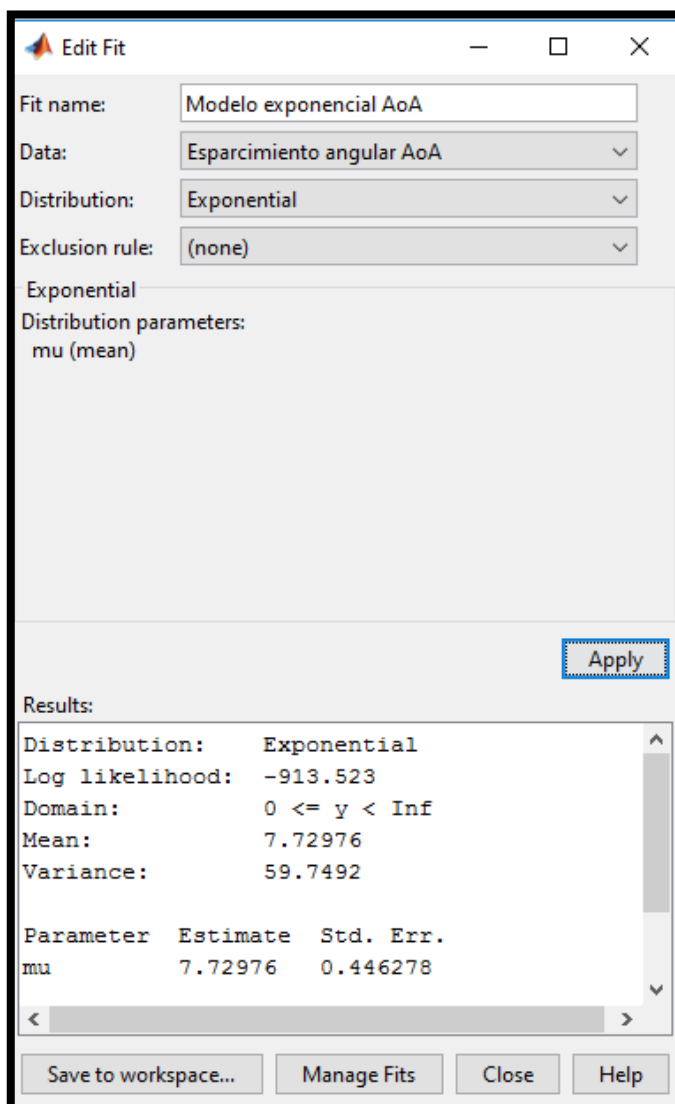 Edit Fit
Fit name: Modelo exponencial AoA
Data: Esparcimiento angular AoA
Distribution: Exponential
Exclusion rule: (none)
Exponential
Distribution parameters:
mu (mean)
Apply
Results:
Distribution: Exponential
Log likelihood: -913.523
Domain: 0 <= y < Inf
Mean: 7.72976
Variance: 59.7492
Parameter Estimate Std. Err.
mu 7.72976 0.446278
Save to workspace... Manage Fits Close Help